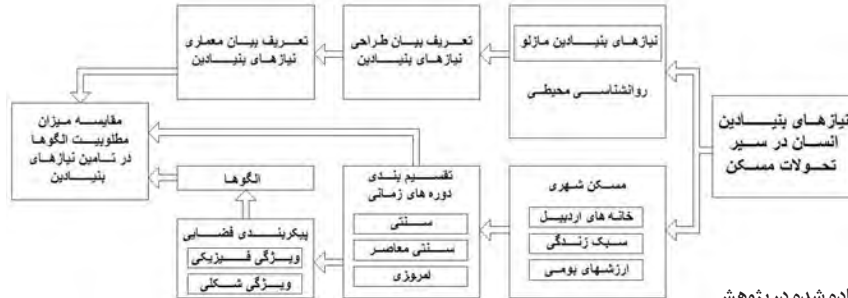 نیازهای بنیادین
انسان در سیر
تحولات مسکن
نیازهای بنیادین مازلو
روانشناسی محیطی
تعریف بیان طراحی
نیازهای بنیادین
تعریف بیان معماری
نیازهای بنیادین
مقایسه میزان
مطلوبیت الگوها
در تامین نیازهای
بنیادین
مسکن شهری
خانه های اردبیل
سبک زندگی
ارزشهای بومی
تقسیم بندی
دوره های زمانی
سنتی
سنتی معاصر
امروزی
الگوها
پیکربندی فضایی
ویژگی فیزیکی
ویژگی شکلی